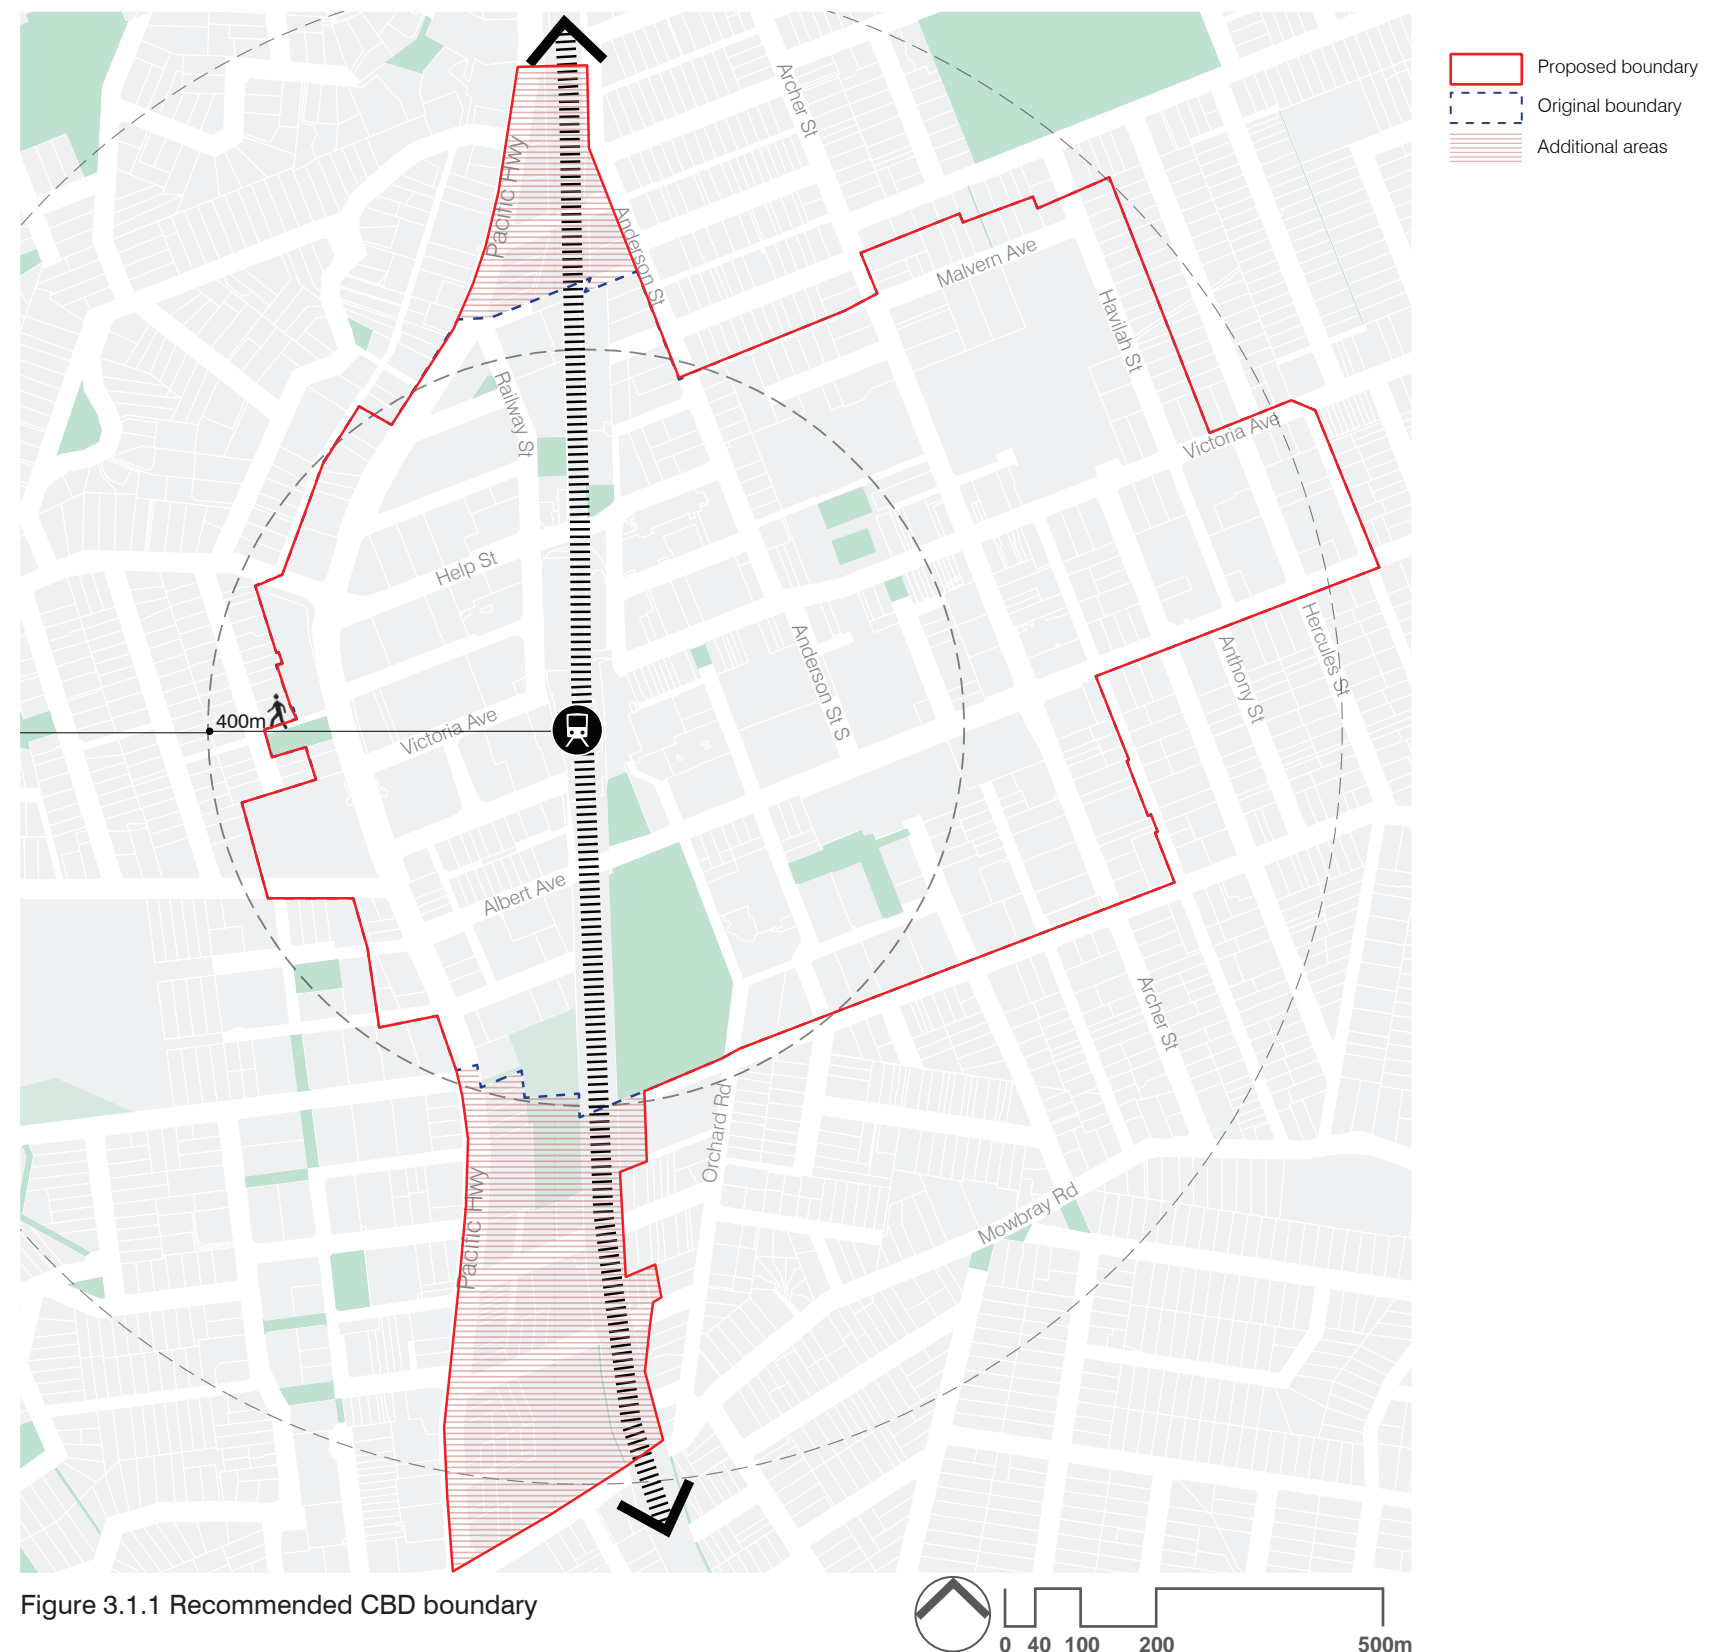 Proposed boundary
Original boundary
Additional areas
Archer St
Pacific Hwy
Anderson St
Malvern Ave
Havilah St
Railway St
Victoria Ave
Help St
Hercules St
Anthony St
Anderson St S
400m
Victoria Ave
Albert Ave
Archer St
Orchard Rd
Pacific Hwy
Mowbray Rd
Figure 3.1.1 Recommended CBD boundary
0 40 100 200 500m